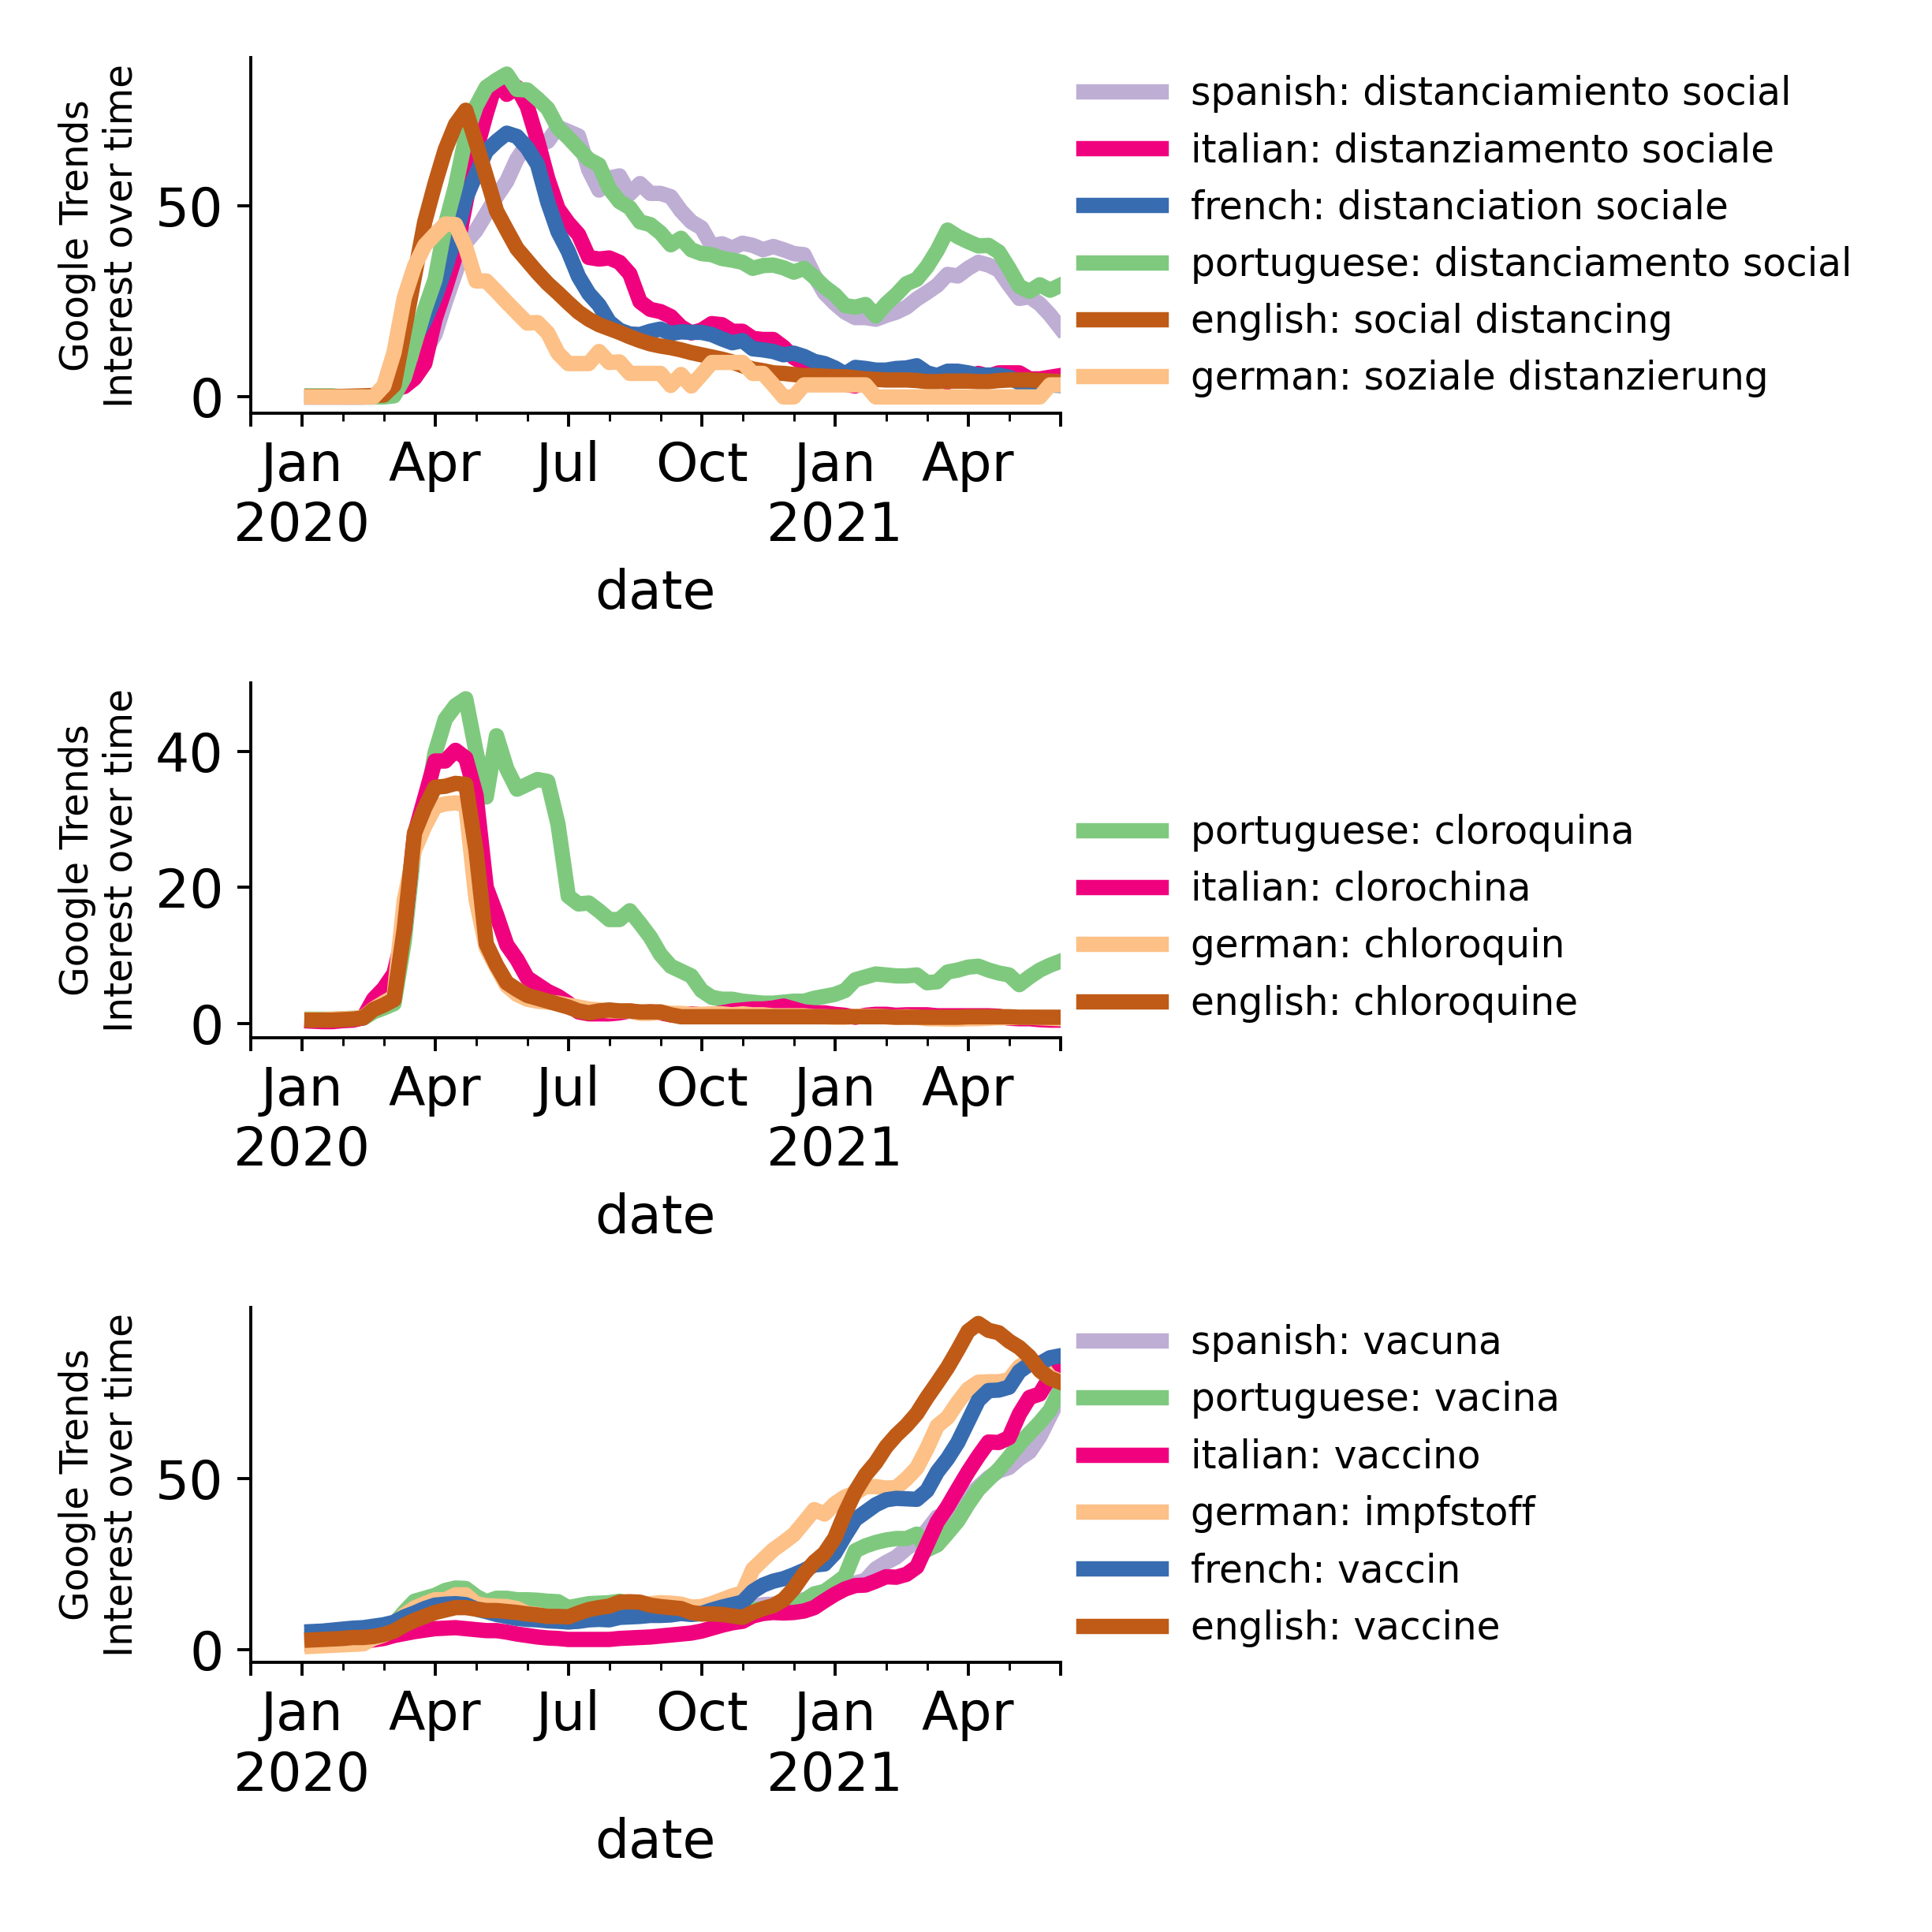 Google Trends
Interest over time
50
0
Jan Apr Jul Oct Jan Apr
2020 2021
date
spanish: distanciamiento social
italian: distanziamento sociale
french: distanciation sociale
portuguese: distanciamento social
english: social distancing
german: soziale distanzierung
Google Trends
Interest over time
40
20
0
Jan Apr Jul Oct Jan Apr
2020 2021
date
portuguese: cloroquina
italian: clorochina
german: chloroquin
english: chloroquine
Google Trends
Interest over time
50
0
Jan Apr Jul Oct Jan Apr
2020 2021
date
spanish: vacuna
portuguese: vacina
italian: vaccino
german: impfstoff
french: vaccin
english: vaccine